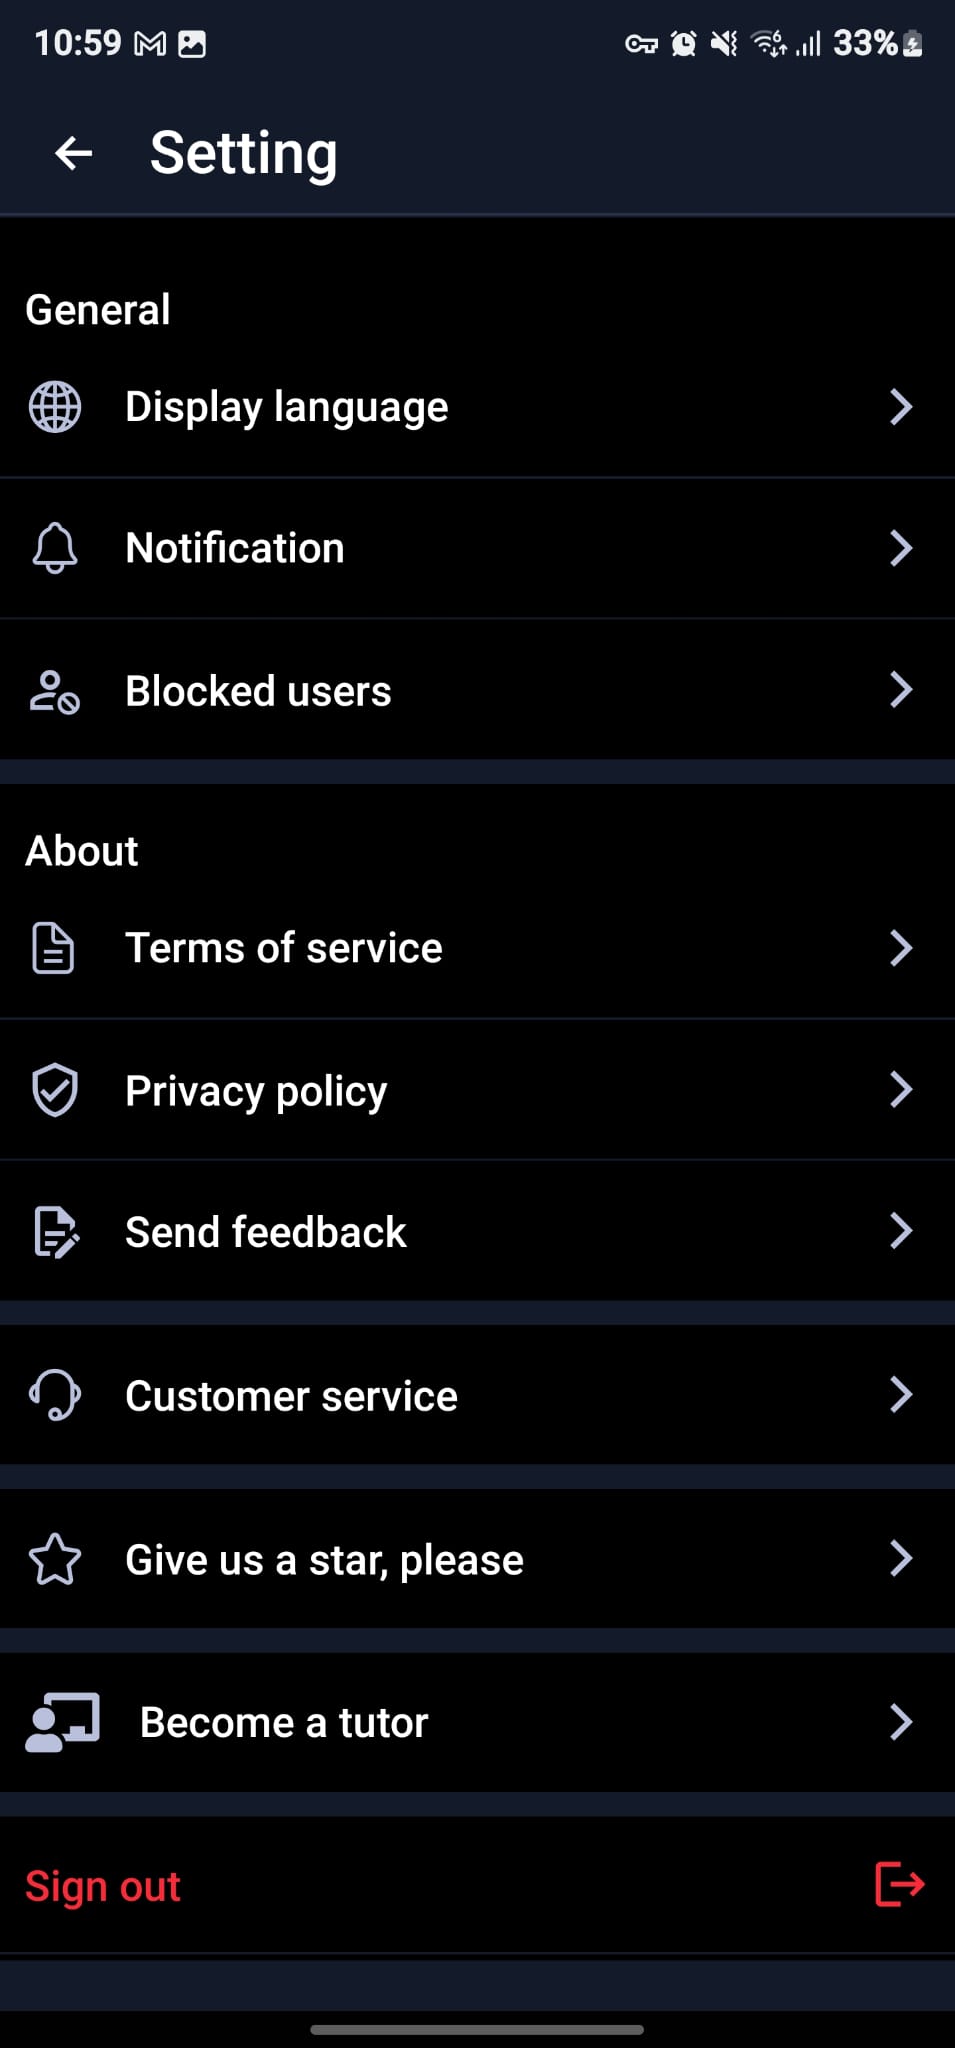 10:59 33%
Setting
General
Display language
Notification
Blocked users
About
Terms of service
Privacy policy
Send feedback
Customer service
Give us a star, please
Become a tutor
Sign out